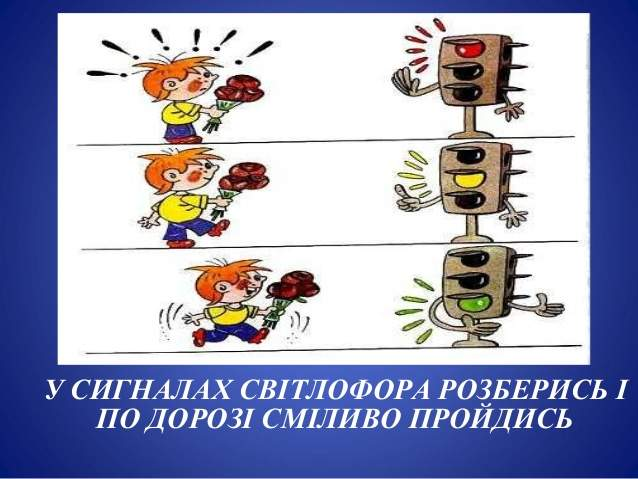 У СИГНАЛАХ СВІТЛОФОРА РОЗБЕРИСЬ І
ПО ДОРОЗІ СМІЛИВО ПРОЙДИСЬ